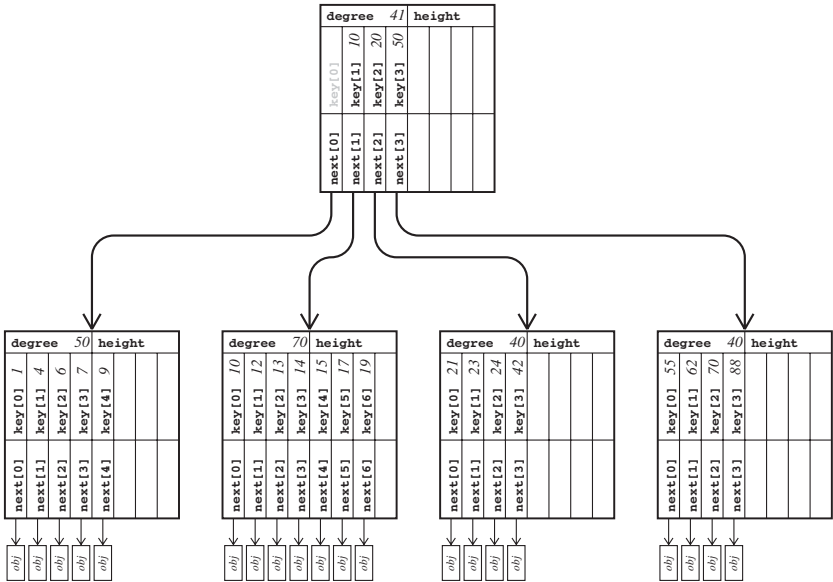 degree 41 height
key[0]
key[1] 10
key[2] 20
key[3] 50
next[0]
next[1]
next[2]
next[3]
degree 50 height
key[0] 1
key[1] 4
key[2] 6
key[3] 7
key[4] 9
next[0]
next[1]
next[2]
next[3]
next[4]
obj
obj
obj
obj
obj
degree 70 height
key[0] 10
key[1] 12
key[2] 13
key[3] 14
key[4] 15
key[5] 17
key[6] 19
next[0]
next[1]
next[2]
next[3]
next[4]
next[5]
next[6]
obj
obj
obj
obj
obj
obj
obj
degree 40 height
key[0] 21
key[1] 23
key[2] 24
key[3] 42
next[0]
next[1]
next[2]
next[3]
obj
obj
obj
obj
degree 40 height
key[0] 55
key[1] 62
key[2] 70
key[3] 88
next[0]
next[1]
next[2]
next[3]
obj
obj
obj
obj